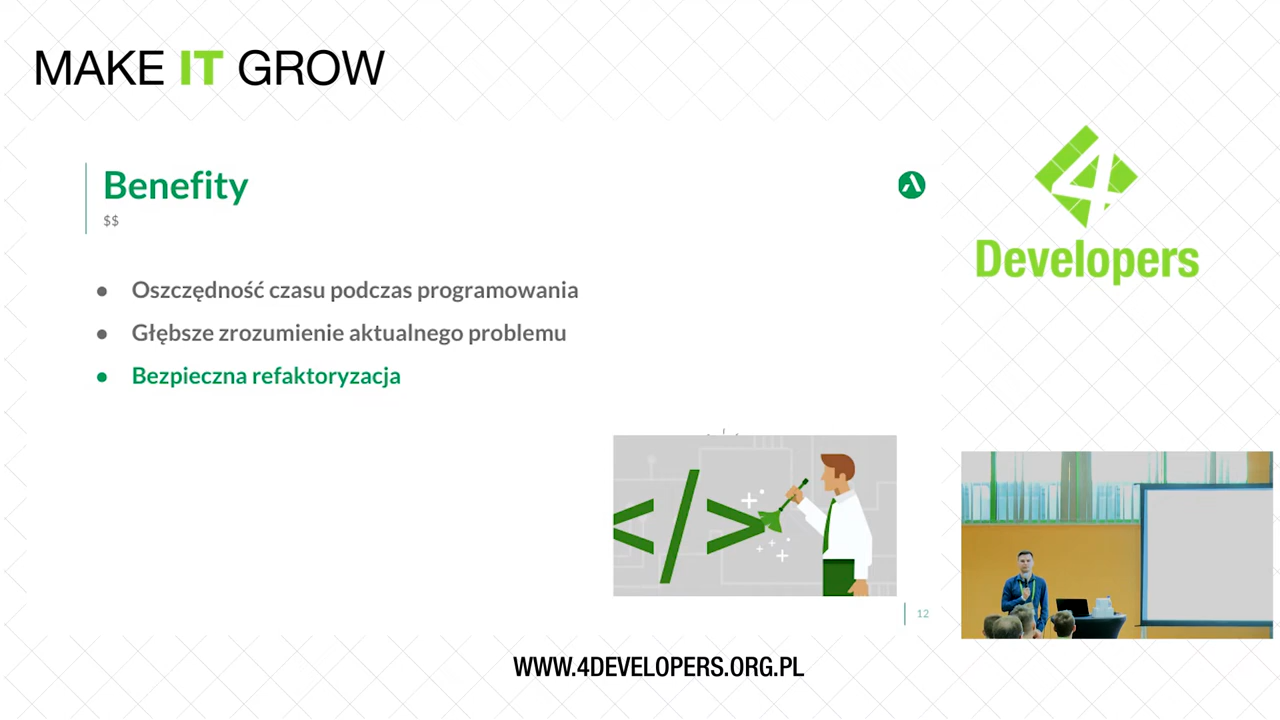 MAKE IT GROW
Benefity
$$
● Oszczędność czasu podczas programowania
● Głębsze zrozumienie aktualnego problemu
● Bezpieczna refaktoryzacja
</>
12
4
Developers
WWW.4DEVELOPERS.ORG.PL